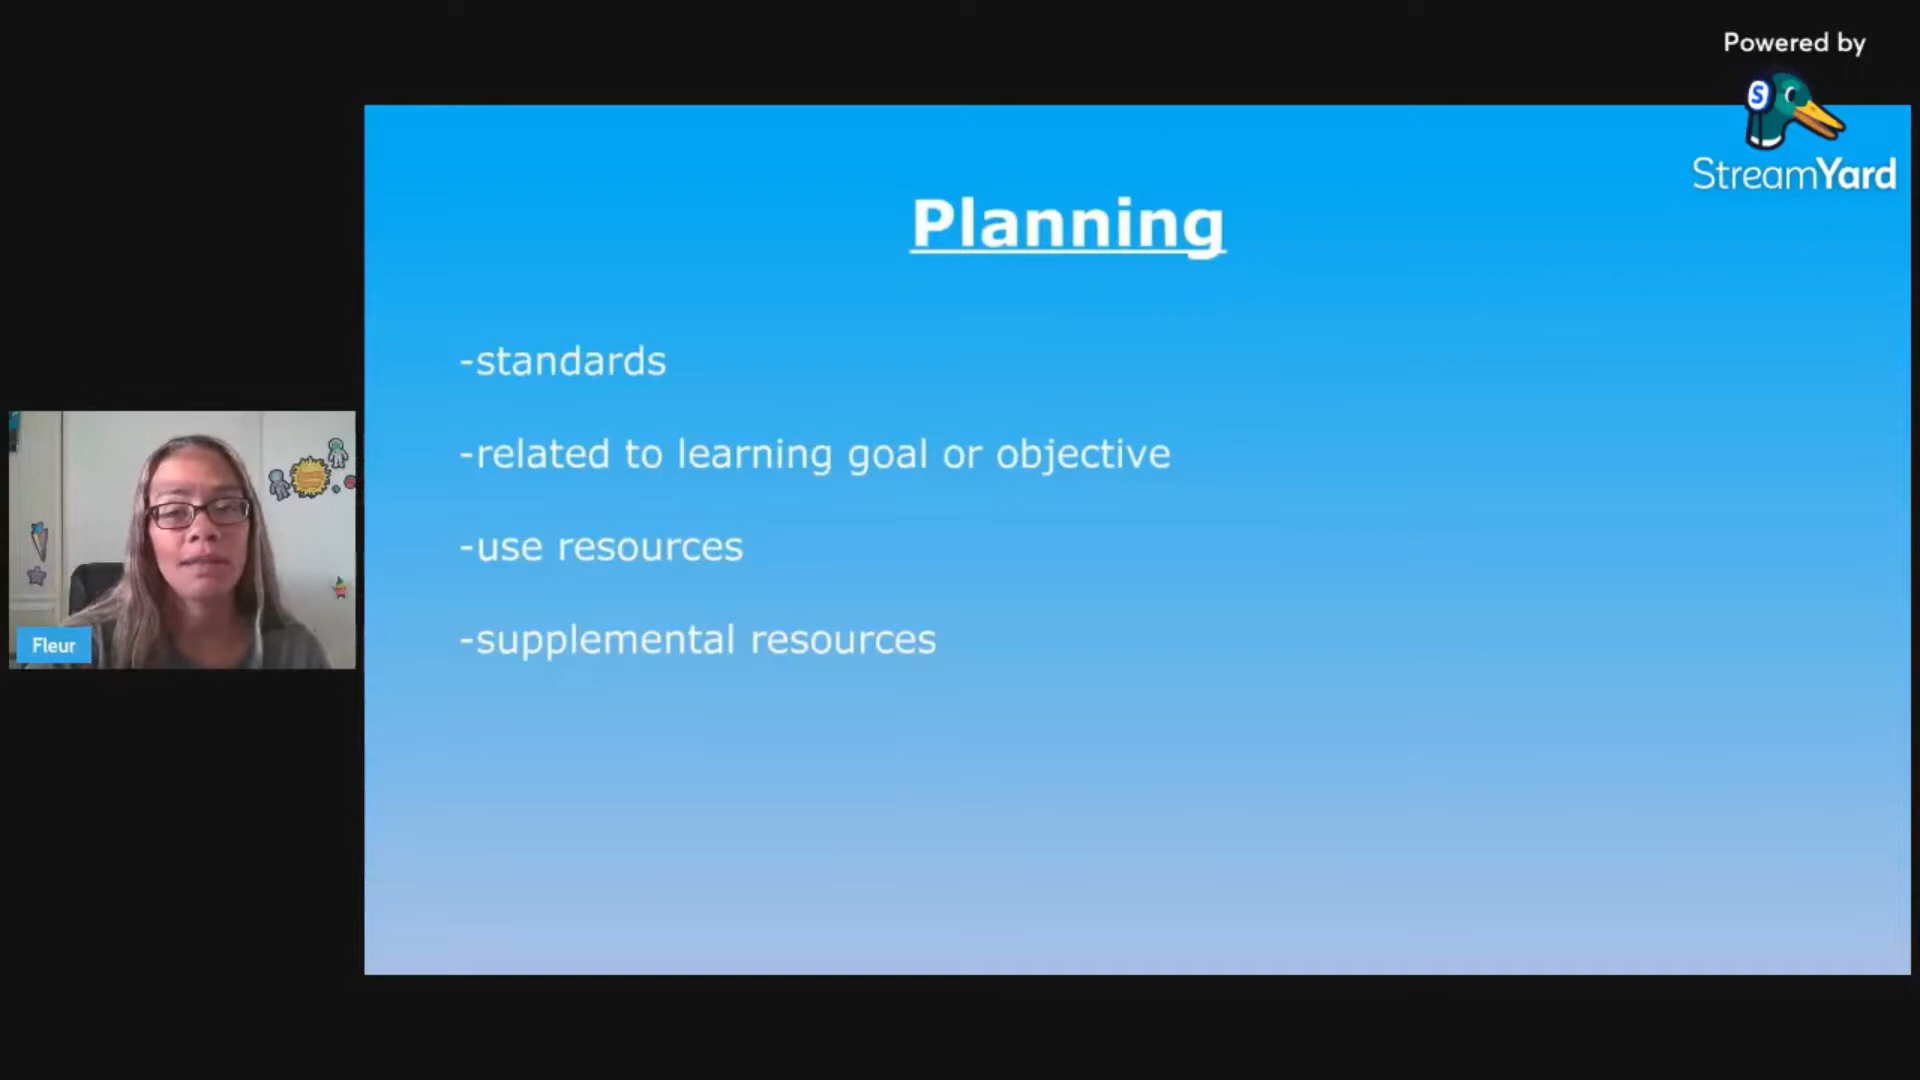 Powered by
S
StreamYard
Planning
-standards
-related to learning goal or objective
-use resources
-supplemental resources
Fleur